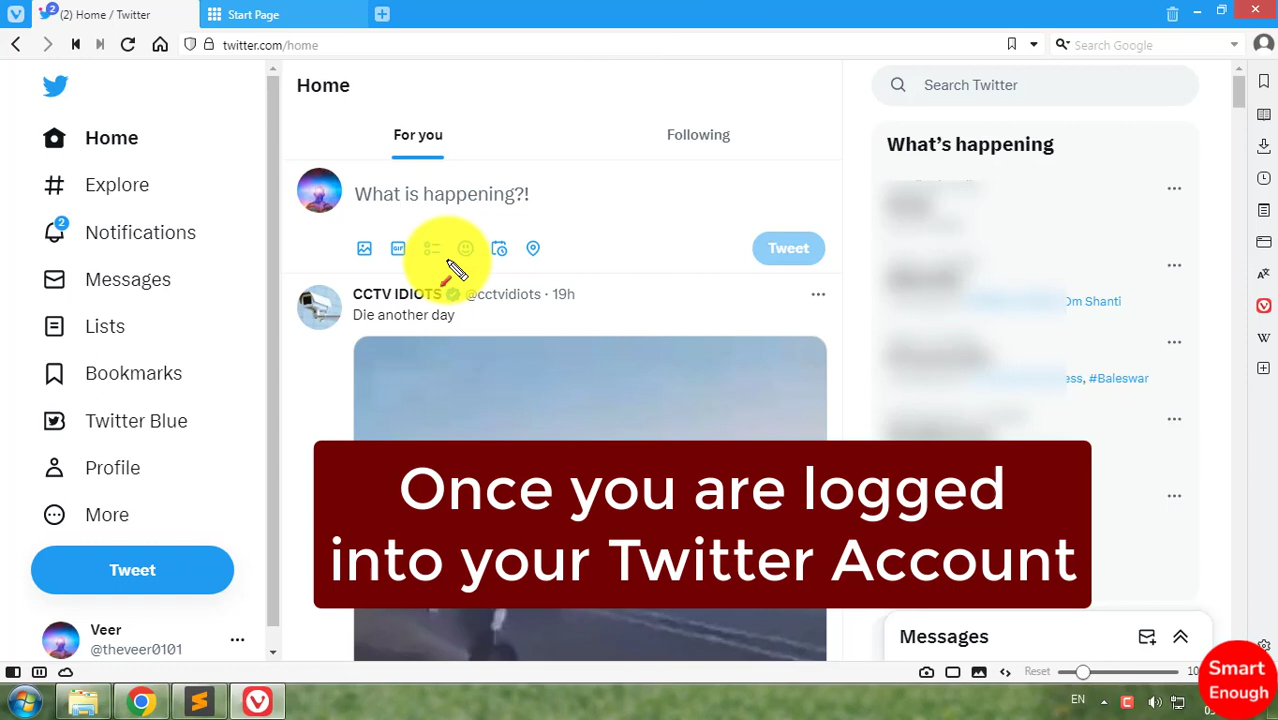 (2) Home / Twitter
Start Page
twitter.com/home
Search Google
Home
Explore
2
Notifications
Messages
Lists
Bookmarks
Twitter Blue
Profile
More
Tweet
Veer
@theveer0101
Home
For you
Following
What is happening?!
GIF
Tweet
CCTV IDIOTS @cctvidiots · 19h
Die another day
Search Twitter
What's happening
Om Shanti
#Baleswar
Once you are logged
into your Twitter Account
Messages
Reset
EN
Smart
Enough